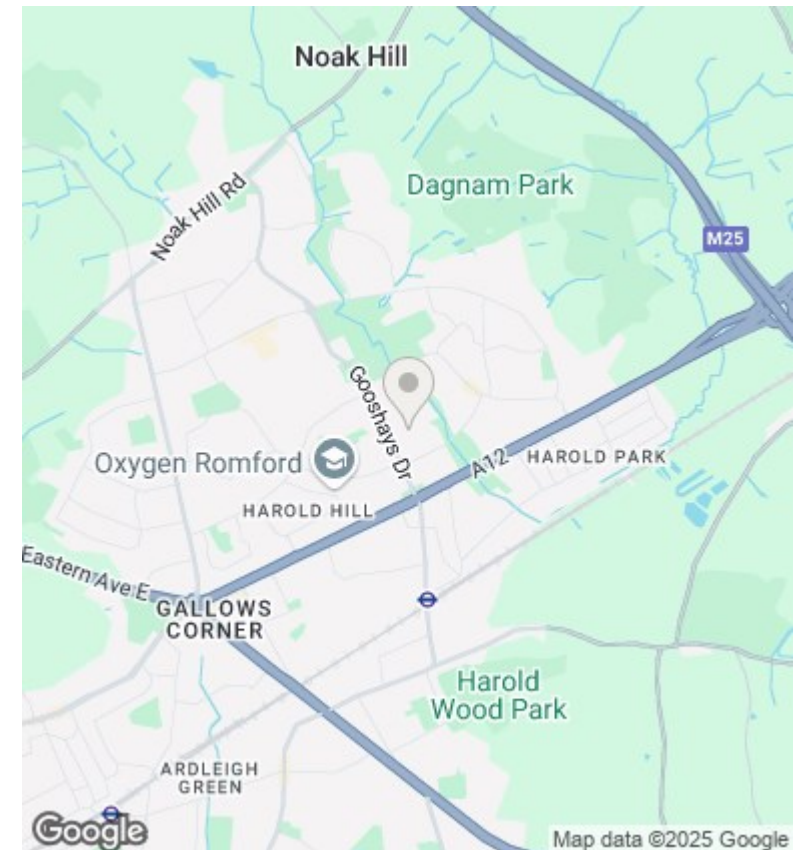 Noak Hill
Dagnam Park
Noak Hill Rd
M25
Gooshays Dr
Oxygen Romford
A12
HAROLD PARK
HAROLD HILL
Eastern Ave E
GALLOWS
CORNER
Harold
Wood Park
ARDLEIGH
GREEN
Google
Map data ©2025 Google